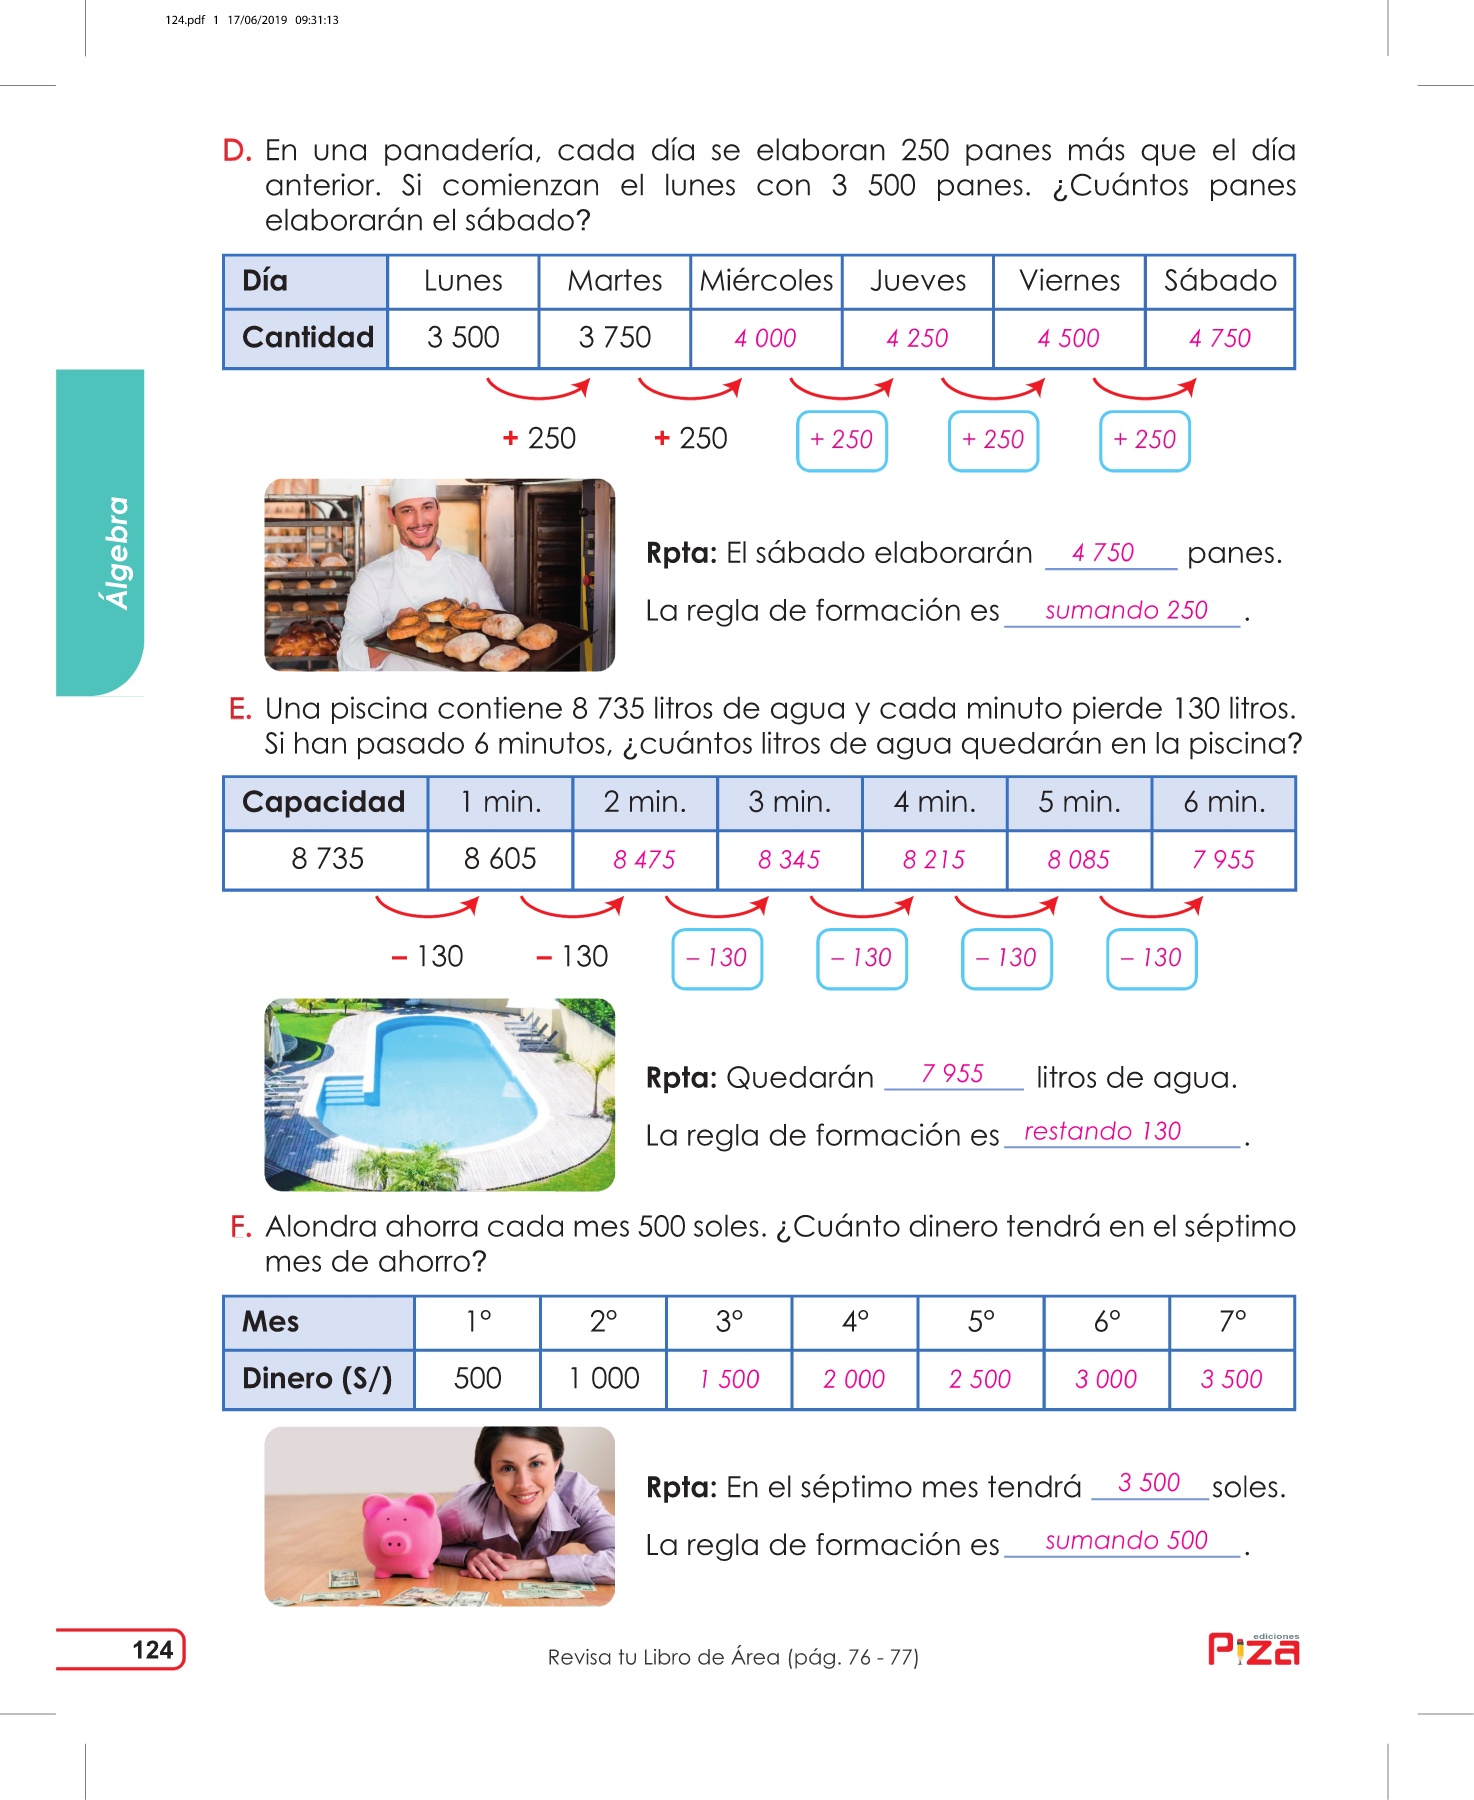 124.pdf 1 17/06/2019 09:31:13
D. En una panadería, cada día se elaboran 250 panes más que el día
anterior. Si comienzan el lunes con 3 500 panes. ¿Cuántos panes
elaborarán el sábado?
Día Lunes Martes Miércoles Jueves Viernes Sábado
Cantidad 3 500 3 750 4 000 4 250 4 500 4 750
+ 250 + 250 + 250 + 250 + 250
Álgebra
Rpta: El sábado elaborarán 4 750 panes.
La regla de formación es sumando 250.
E. Una piscina contiene 8 735 litros de agua y cada minuto pierde 130 litros.
Si han pasado 6 minutos, ¿cuántos litros de agua quedarán en la piscina?
Capacidad 1 min. 2 min. 3 min. 4 min. 5 min. 6 min.
8 735 8 605 8 475 8 345 8 215 8 085 7 955
– 130 – 130 – 130 – 130 – 130 – 130
Rpta: Quedarán 7 955 litros de agua.
La regla de formación es restando 130.
F. Alondra ahorra cada mes 500 soles. ¿Cuánto dinero tendrá en el séptimo
mes de ahorro?
Mes 1° 2° 3° 4° 5° 6° 7°
Dinero (S/) 500 1 000 1 500 2 000 2 500 3 000 3 500
Rpta: En el séptimo mes tendrá 3 500 soles.
La regla de formación es sumando 500.
124
Revisa tu Libro de Área (pág. 76 - 77)
ediciones
Piza